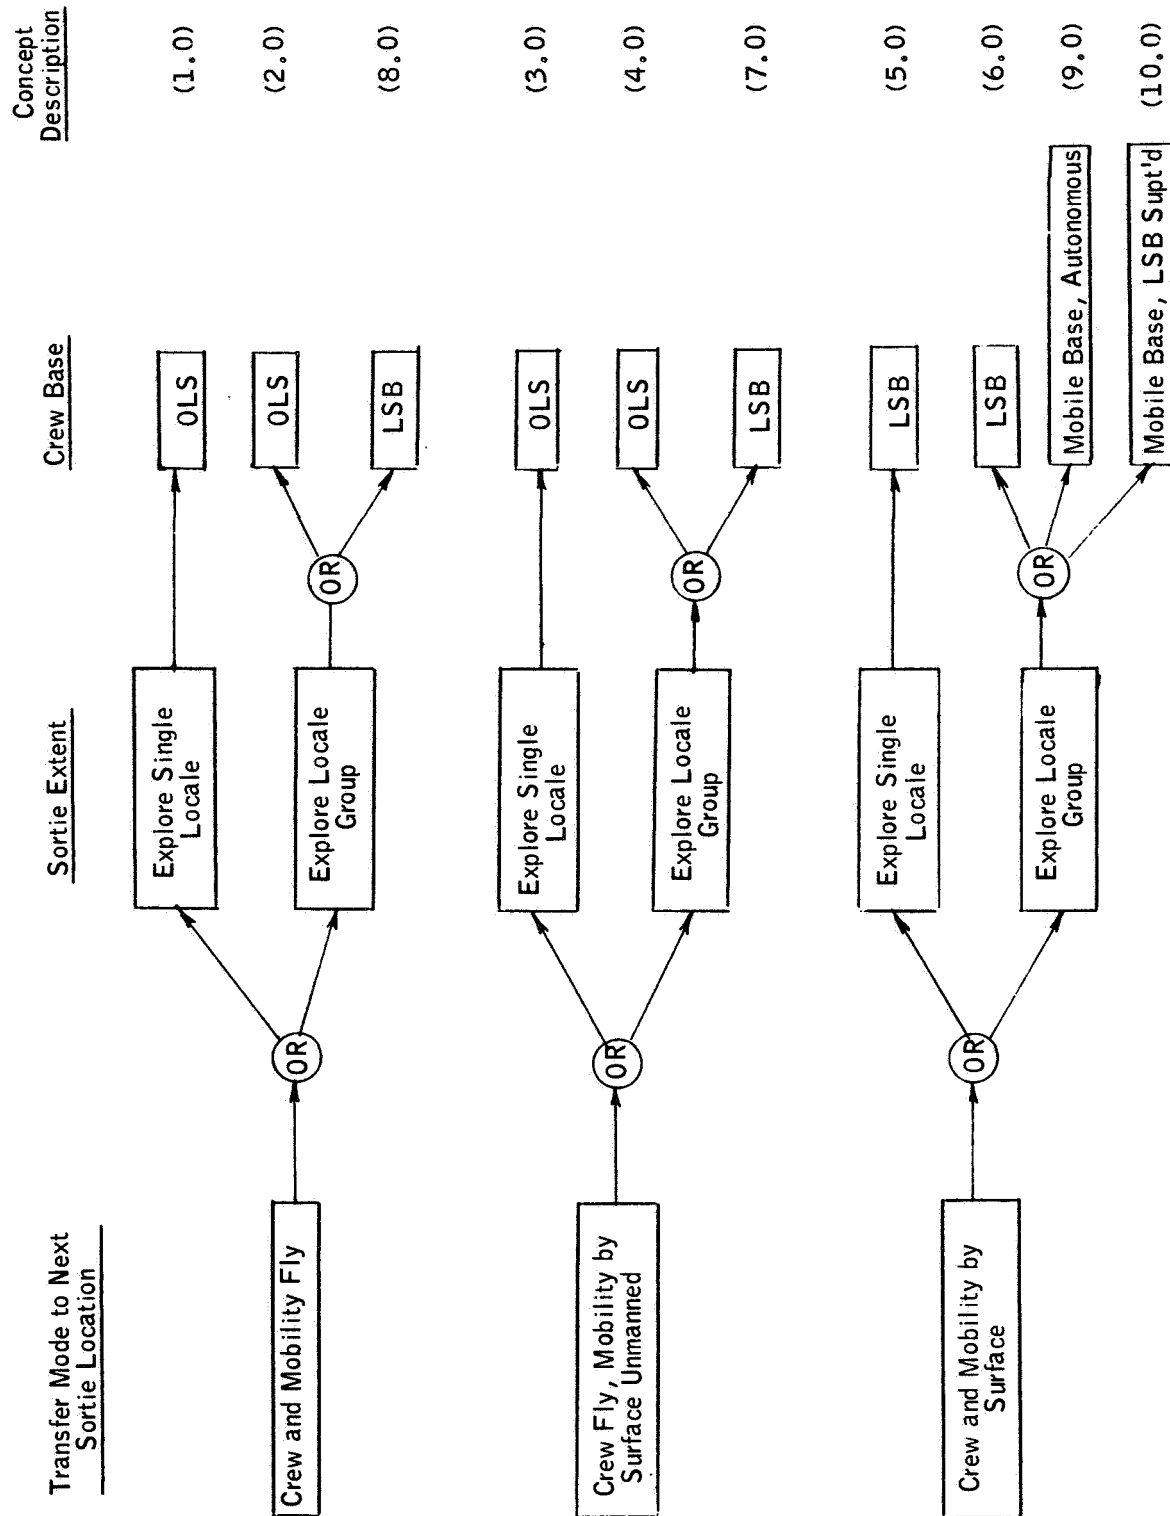 Transfer Mode to Next
Sortie Location
Sortie Extent
Crew Base
Concept
Description
Crew and Mobility Fly
OR
Explore Single
Locale
OLS
(1.0)
Explore Locale
Group
OR
OLS
(2.0)
LSB
(8.0)
Crew Fly, Mobility by
Surface Unmanned
OR
Explore Single
Locale
OLS
(3.0)
Explore Locale
Group
OR
OLS
(4.0)
LSB
(7.0)
Crew and Mobility by
Surface
OR
Explore Single
Locale
LSB
(5.0)
Explore Locale
Group
OR
LSB
(6.0)
Mobile Base, Autonomous
(9.0)
Mobile Base, LSB Supt'd
(10.0)